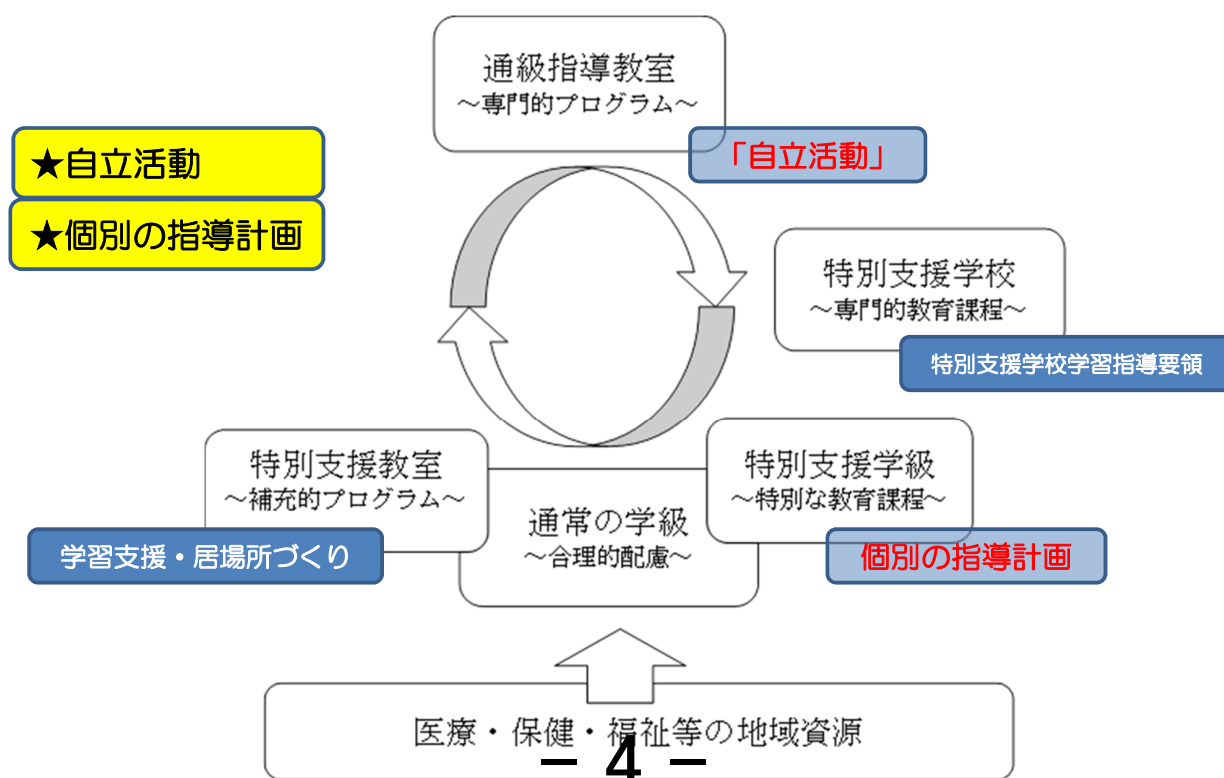 通級指導教室
～専門的プログラム～
「自立活動」
★自立活動
★個別の指導計画
特別支援学校
～専門的教育課程～
特別支援学校学習指導要領
特別支援教室
～補充的プログラム～
学習支援・居場所づくり
通常の学級
～合理的配慮～
特別支援学級
～特別な教育課程～
個別の指導計画
医療・保健・福祉等の地域資源
－ 4 －